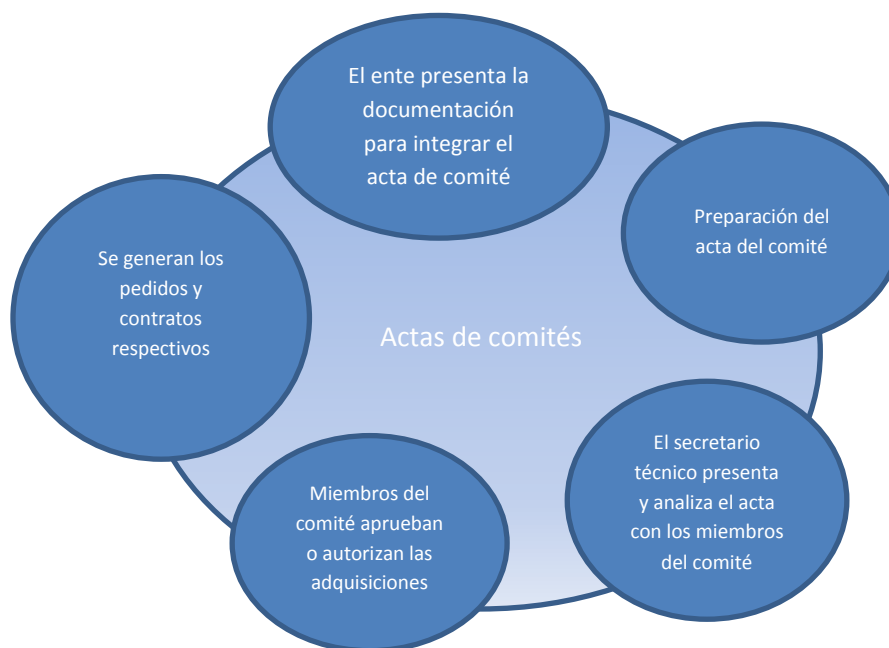 El ente presenta la
documentación
para integrar el
acta de comité
Preparación del
acta del comité
Se generan los
pedidos y
contratos
respectivos
Actas de comités
El secretario
técnico presenta
y analiza el acta
con los miembros
del comité
Miembros del
comité aprueban
o autorizan las
adquisiciones